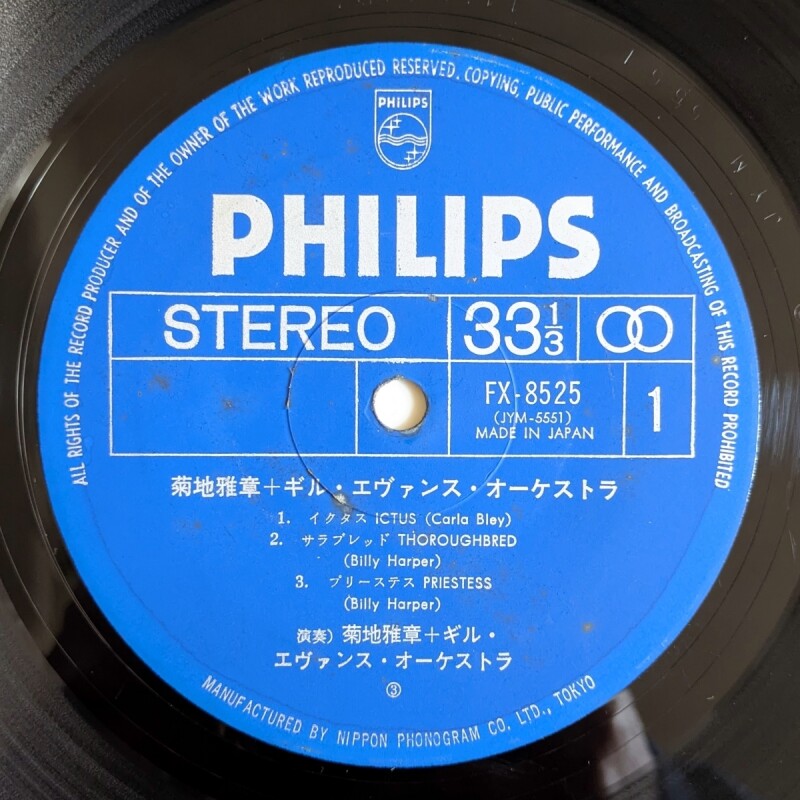 ALL RIGHTS OF THE RECORD PRODUCER AND OF THE OWNER OF THE WORK REPRODUCED RESERVED. COPYING, PUBLIC PERFORMANCE AND BROADCASTING OF THIS RECORD PROHIBITED
PHILIPS
PHILIPS
STEREO 33 1/3
FX-8525
(JYM-5551)
MADE IN JAPAN
1
菊地雅章+ギル・エヴァンス・オーケストラ
1. イクタス ICTUS (Carla Bley)
2. サラブレッド THOROUGHBRED
(Billy Harper)
3. プリーステス PRIESTESS
(Billy Harper)
演奏) 菊地雅章+ギル・
エヴァンス・オーケストラ
③
MANUFACTURED BY NIPPON PHONOGRAM CO. LTD., TOKYO